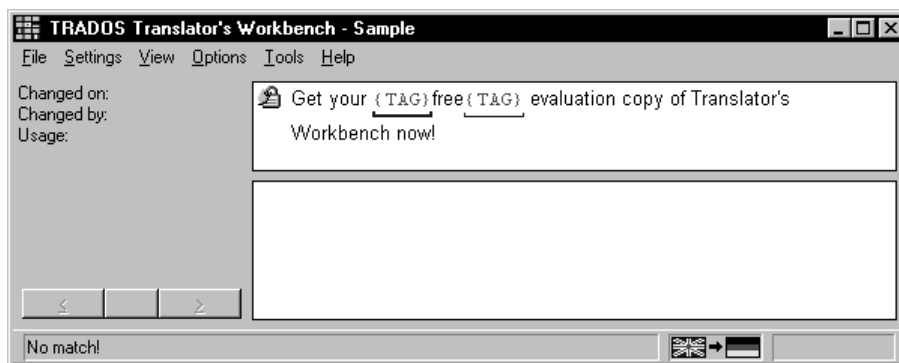 TRADOS Translator's Workbench - Sample
File Settings View Options Tools Help
Changed on:
Changed by:
Usage:
Get your {TAG}free{TAG} evaluation copy of Translator's
Workbench now!
< >
No match!